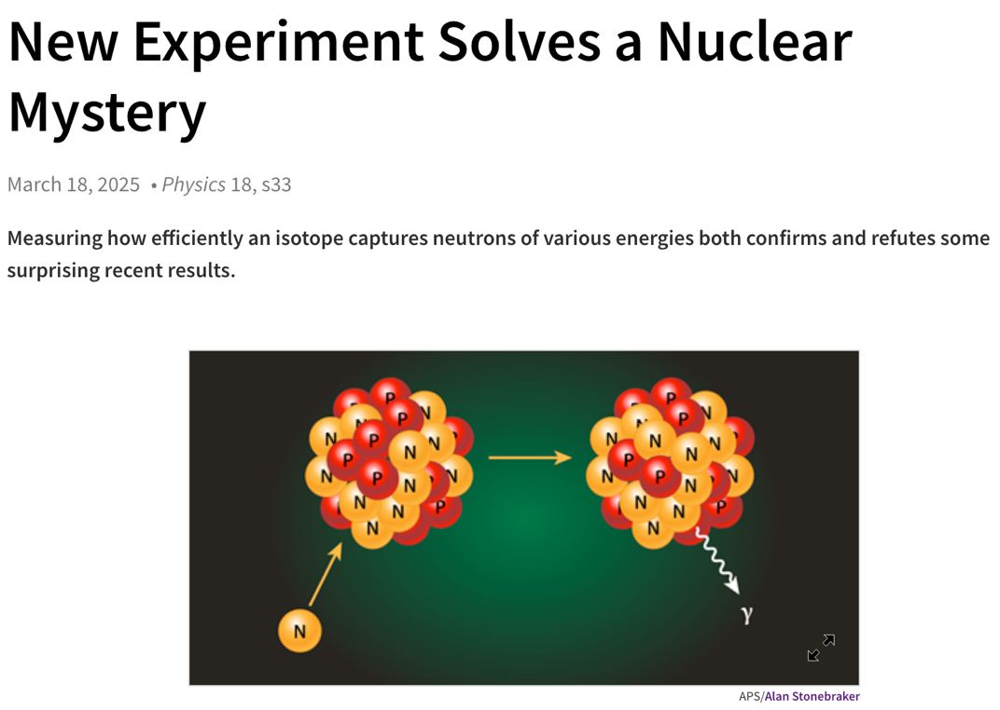 New Experiment Solves a Nuclear
Mystery
March 18, 2025 • Physics 18, s33
Measuring how efficiently an isotope captures neutrons of various energies both confirms and refutes some
surprising recent results.
P P N
N P
N P N P
P N
N P N P N
P N N P
N
N
P P N
N P
N N N P
P N
N P N P N
P N N P
N
γ
APS/Alan Stonebraker